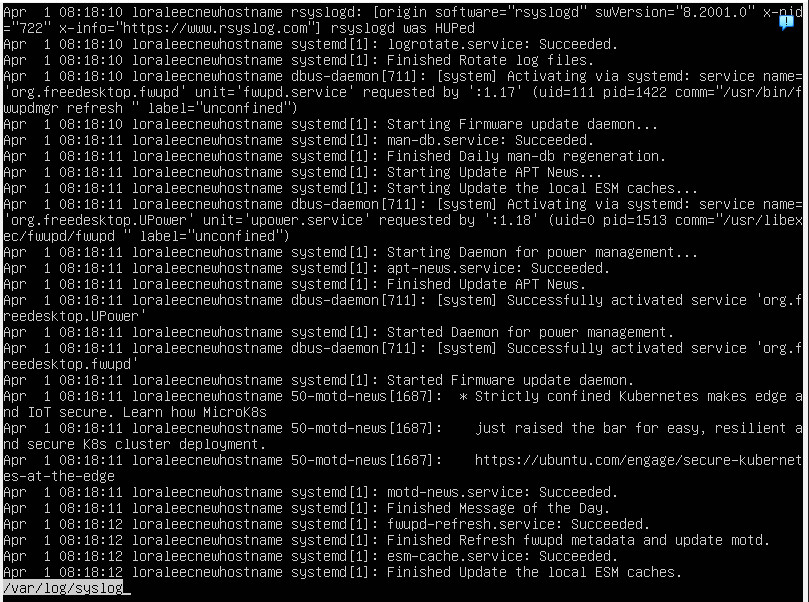 Apr  1 08:18:10 loraleecnewhostname rsyslogd: [origin software="rsyslogd" swVersion="8.2001.0" x-pid
="722" x-info="https://www.rsyslog.com"] rsyslogd was HUPed
Apr  1 08:18:10 loraleecnewhostname systemd[1]: logrotate.service: Succeeded.
Apr  1 08:18:10 loraleecnewhostname systemd[1]: Finished Rotate log files.
Apr  1 08:18:10 loraleecnewhostname dbus-daemon[711]: [system] Activating via systemd: service name=
'org.freedesktop.fwupd' unit='fwupd.service' requested by ':1.17' (uid=111 pid=1422 comm="/usr/bin/f
wupdmgr refresh " label="unconfined")
Apr  1 08:18:10 loraleecnewhostname systemd[1]: Starting Firmware update daemon...
Apr  1 08:18:11 loraleecnewhostname systemd[1]: man-db.service: Succeeded.
Apr  1 08:18:11 loraleecnewhostname systemd[1]: Finished Daily man-db regeneration.
Apr  1 08:18:11 loraleecnewhostname systemd[1]: Starting Update APT News...
Apr  1 08:18:11 loraleecnewhostname systemd[1]: Starting Update the local ESM caches...
Apr  1 08:18:11 loraleecnewhostname dbus-daemon[711]: [system] Activating via systemd: service name=
'org.freedesktop.UPower' unit='upower.service' requested by ':1.18' (uid=0 pid=1513 comm="/usr/libex
ec/fwupd/fwupd " label="unconfined")
Apr  1 08:18:11 loraleecnewhostname systemd[1]: Starting Daemon for power management...
Apr  1 08:18:11 loraleecnewhostname systemd[1]: apt-news.service: Succeeded.
Apr  1 08:18:11 loraleecnewhostname systemd[1]: Finished Update APT News.
Apr  1 08:18:11 loraleecnewhostname dbus-daemon[711]: [system] Successfully activated service 'org.f
reedesktop.UPower'
Apr  1 08:18:11 loraleecnewhostname systemd[1]: Started Daemon for power management.
Apr  1 08:18:11 loraleecnewhostname dbus-daemon[711]: [system] Successfully activated service 'org.f
reedesktop.fwupd'
Apr  1 08:18:11 loraleecnewhostname systemd[1]: Started Firmware update daemon.
Apr  1 08:18:11 loraleecnewhostname 50-motd-news[1687]:  * Strictly confined Kubernetes makes edge a
nd IoT secure. Learn how MicroK8s
Apr  1 08:18:11 loraleecnewhostname 50-motd-news[1687]:    just raised the bar for easy, resilient a
nd secure K8s cluster deployment.
Apr  1 08:18:11 loraleecnewhostname 50-motd-news[1687]:    https://ubuntu.com/engage/secure-kubernet
es-at-the-edge
Apr  1 08:18:11 loraleecnewhostname systemd[1]: motd-news.service: Succeeded.
Apr  1 08:18:11 loraleecnewhostname systemd[1]: Finished Message of the Day.
Apr  1 08:18:12 loraleecnewhostname systemd[1]: fwupd-refresh.service: Succeeded.
Apr  1 08:18:12 loraleecnewhostname systemd[1]: Finished Refresh fwupd metadata and update motd.
Apr  1 08:18:12 loraleecnewhostname systemd[1]: esm-cache.service: Succeeded.
Apr  1 08:18:12 loraleecnewhostname systemd[1]: Finished Update the local ESM caches.
/var/log/syslog